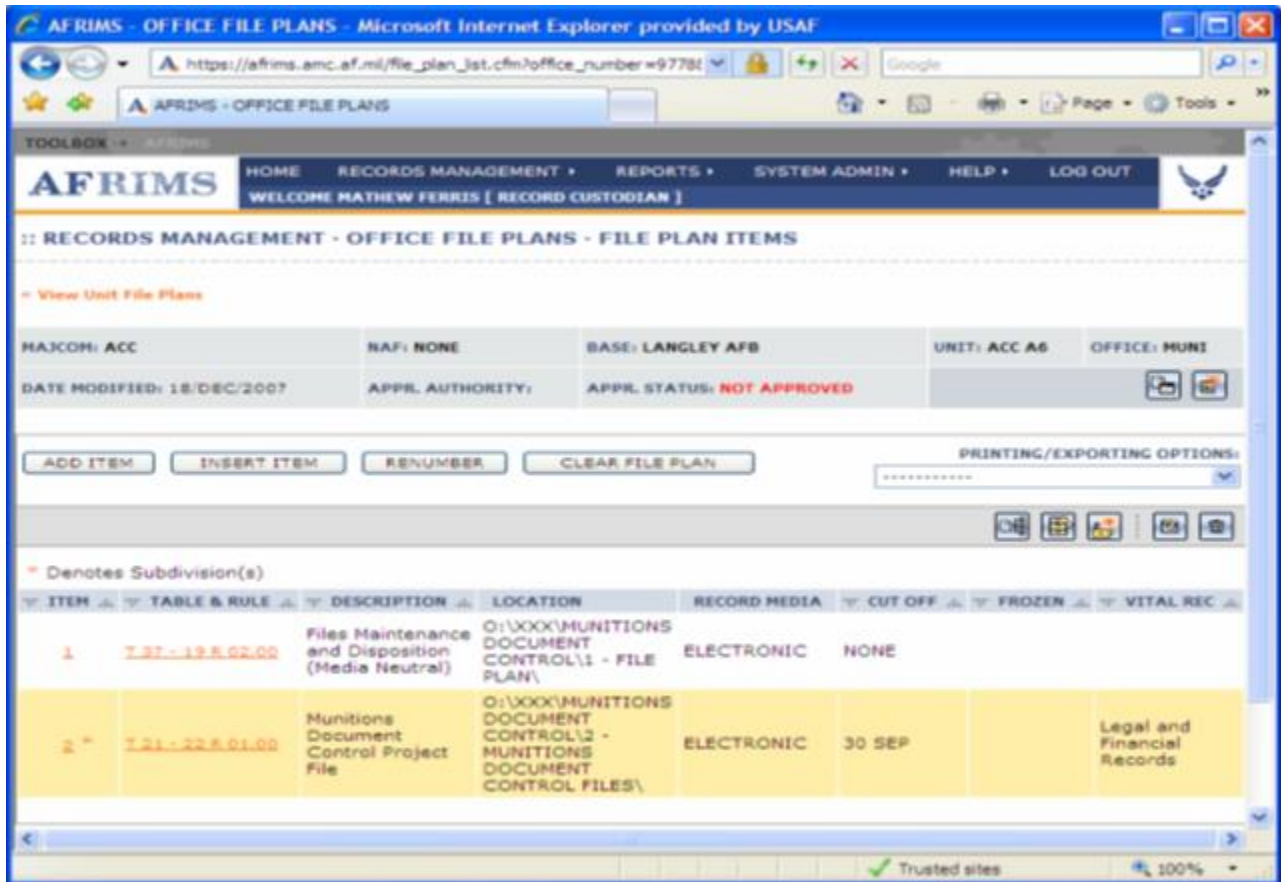 AFRIMS - OFFICE FILE PLANS - Microsoft Internet Explorer provided by USAF
https://afrims.amc.af.mil/file_plan_list.cfm?office_number=9778
Google
AFRIMS - OFFICE FILE PLANS
Page
Tools
TOOLBOX
AFRIMS
AFRIMS
HOME RECORDS MANAGEMENT REPORTS SYSTEM ADMIN HELP LOG OUT
WELCOME MATHEW FERRIS [ RECORD CUSTODIAN ]
:: RECORDS MANAGEMENT - OFFICE FILE PLANS - FILE PLAN ITEMS
View Unit File Plans
MAJCOM: ACC NAF: NONE BASE: LANGLEY AFB UNIT: ACC A6 OFFICE: MUNI
DATE MODIFIED: 18/DEC/2007 APPR. AUTHORITY: APPR. STATUS: NOT APPROVED
ADD ITEM INSERT ITEM RENUMBER CLEAR FILE PLAN
PRINTING/EXPORTING OPTIONS:
-----------
* Denotes Subdivision(s)
ITEM TABLE & RULE DESCRIPTION LOCATION RECORD MEDIA CUT OFF FROZEN VITAL REC
1 T 37 - 19 R 02.00
Files Maintenance
and Disposition
(Media Neutral)
O:\XXX\MUNITIONS
DOCUMENT
CONTROL\1 - FILE
PLAN\
ELECTRONIC NONE
2 * T 21 - 22 R 01.00
Munitions
Document
Control Project
File
O:\XXX\MUNITIONS
DOCUMENT
CONTROL\2 -
MUNITIONS
DOCUMENT
CONTROL FILES\
ELECTRONIC 30 SEP
Legal and
Financial
Records
Trusted sites
100%